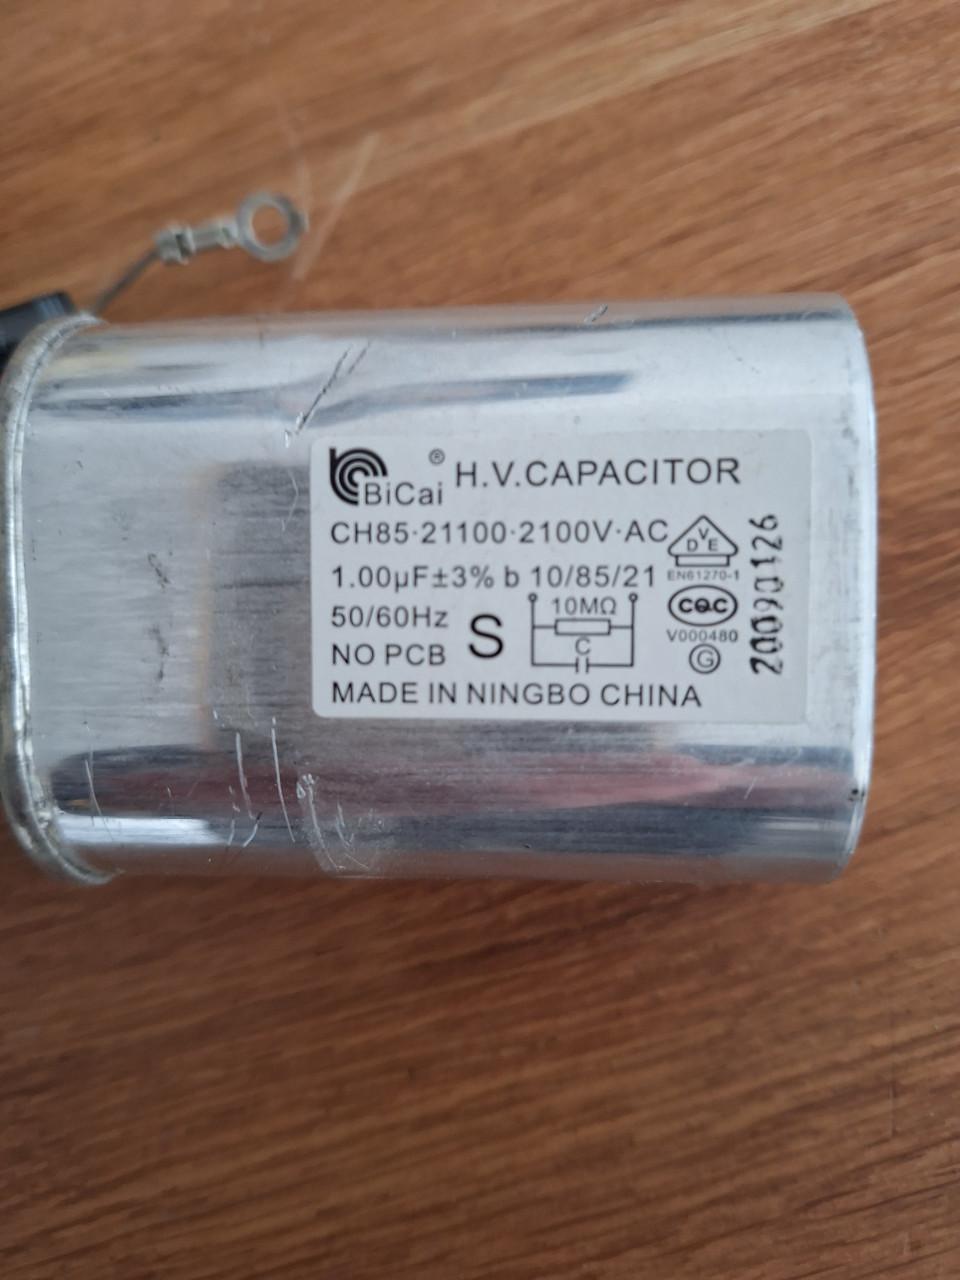 BiCai ® H.V.CAPACITOR
CH85·21100·2100V·AC
DVE
EN61270-1
1.00µF±3% b 10/85/21
50/60Hz
S
10MΩ
C
CQC
V000480
G
NO PCB
MADE IN NINGBO CHINA
20090126